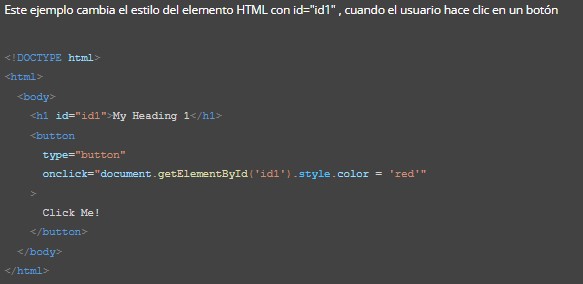 Este ejemplo cambia el estilo del elemento HTML con id="id1" , cuando el usuario hace clic en un botón
<!DOCTYPE html>
<html>
  <body>
    <h1 id="id1">My Heading 1</h1>
    <button
      type="button"
      onclick="document.getElementById('id1').style.color = 'red'"
    >
      Click Me!
    </button>
  </body>
</html>